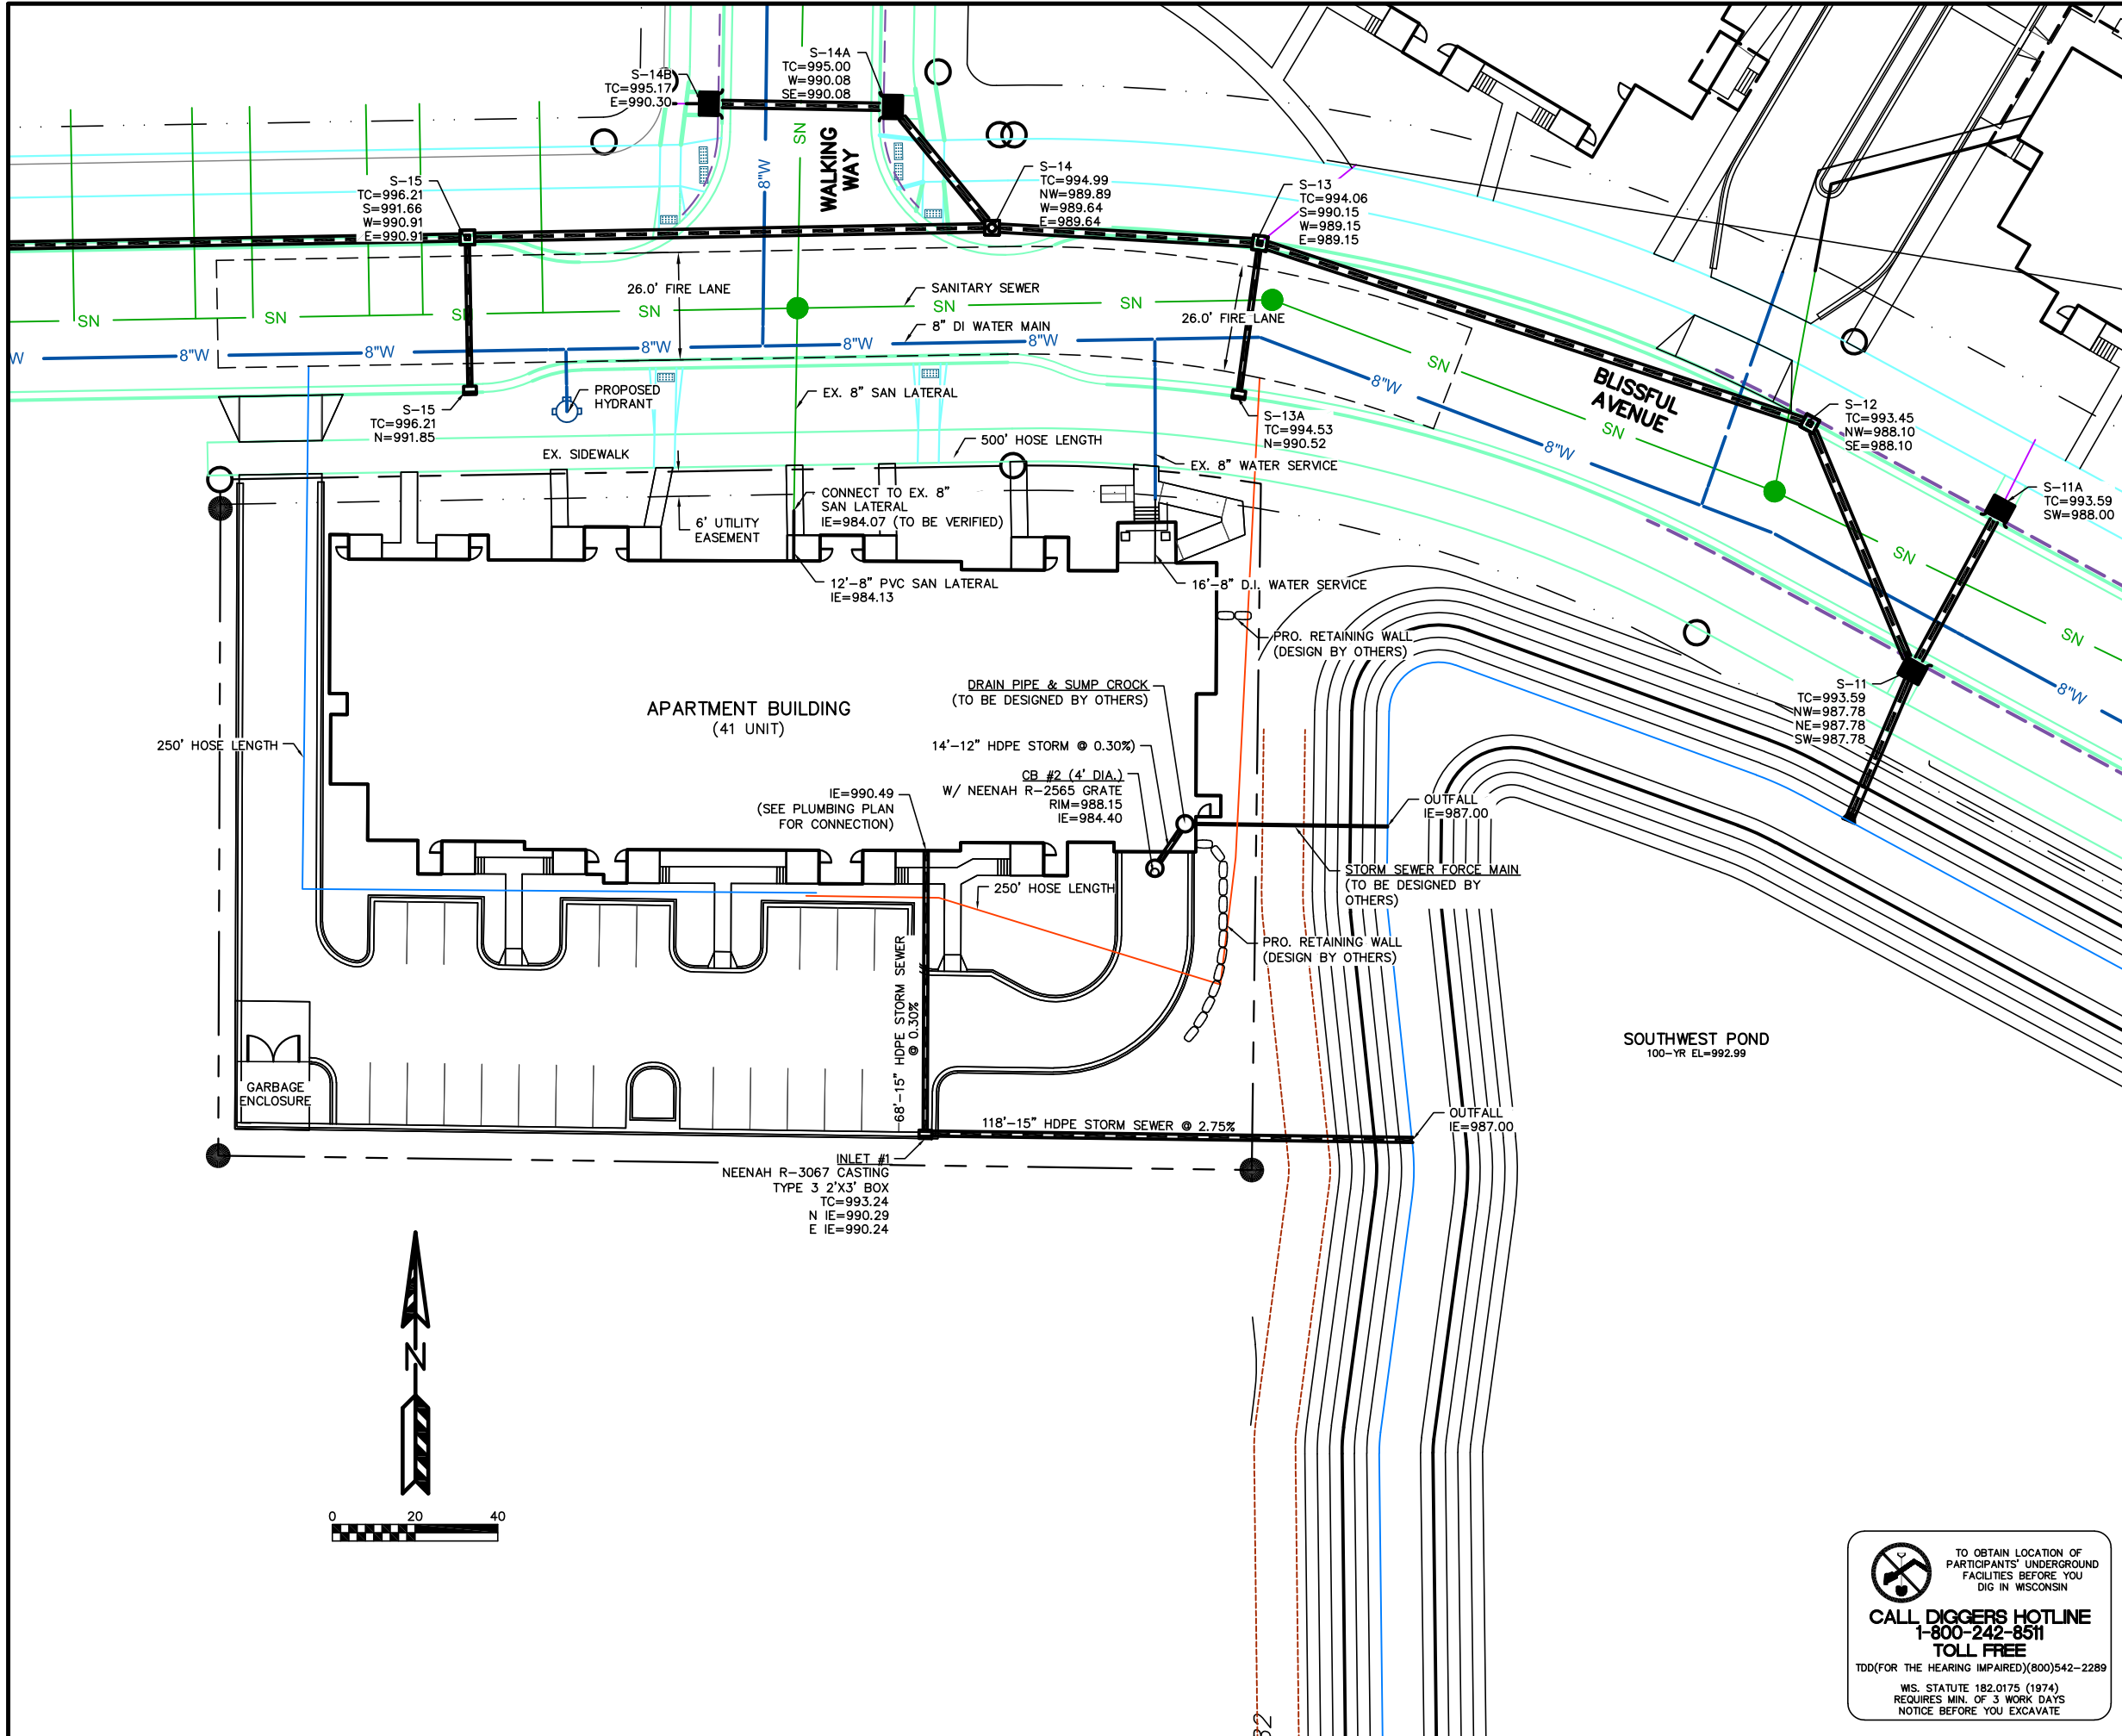 S-14B
TC=995.17
E=990.30
S-14A
TC=995.00
W=990.08
SE=990.08
8"W
SN
WALKING
WAY
S-15
TC=996.21
S=991.66
W=990.91
E=990.91
S-14
TC=994.99
NW=989.89
W=989.64
E=989.64
S-13
TC=994.06
S=990.15
W=989.15
E=989.15
26.0' FIRE LANE
SANITARY SEWER
SN
SN
SN
SN
SN
SN
26.0' FIRE LANE
8" DI WATER MAIN
W
8"W
8"W
8"W
8"W
8"W
8"W
SN
BLISSFUL
AVENUE
SN
8"W
S-12
TC=993.45
NW=988.10
SE=988.10
PROPOSED
HYDRANT
EX. 8" SAN LATERAL
S-15
TC=996.21
N=991.85
S-13A
TC=994.53
N=990.52
500' HOSE LENGTH
EX. SIDEWALK
EX. 8" WATER SERVICE
S-11A
TC=993.59
SW=988.00
CONNECT TO EX. 8"
SAN LATERAL
IE=984.07 (TO BE VERIFIED)
6' UTILITY
EASEMENT
SN
12'-8" PVC SAN LATERAL
IE=984.13
16'-8" D.I. WATER SERVICE
PRO. RETAINING WALL
(DESIGN BY OTHERS)
SN
8"W
S-11
TC=993.59
NW=987.78
NE=987.78
SW=987.78
DRAIN PIPE & SUMP CROCK
(TO BE DESIGNED BY OTHERS)
APARTMENT BUILDING
(41 UNIT)
250' HOSE LENGTH
14'-12" HDPE STORM @ 0.30%)
CB #2 (4' DIA.)
W/ NEENAH R-2565 GRATE
RIM=988.15
IE=984.40
IE=990.49
(SEE PLUMBING PLAN
FOR CONNECTION)
OUTFALL
IE=987.00
STORM SEWER FORCE MAIN
(TO BE DESIGNED BY
OTHERS)
250' HOSE LENGTH
PRO. RETAINING WALL
(DESIGN BY OTHERS)
68'-15" HDPE STORM SEWER
@ 0.30%
SOUTHWEST POND
100-YR EL=992.99
GARBAGE
ENCLOSURE
118'-15" HDPE STORM SEWER @ 2.75%
OUTFALL
IE=987.00
INLET #1
NEENAH R-3067 CASTING
TYPE 3 2'X3' BOX
TC=993.24
N IE=990.29
E IE=990.24
N
0 20 40
TO OBTAIN LOCATION OF
PARTICIPANTS' UNDERGROUND
FACILITIES BEFORE YOU
DIG IN WISCONSIN
CALL DIGGERS HOTLINE
1-800-242-8511
TOLL FREE
TDD(FOR THE HEARING IMPAIRED)(800)542-2289
WIS. STATUTE 182.0175 (1974)
REQUIRES MIN. OF 3 WORK DAYS
NOTICE BEFORE YOU EXCAVATE